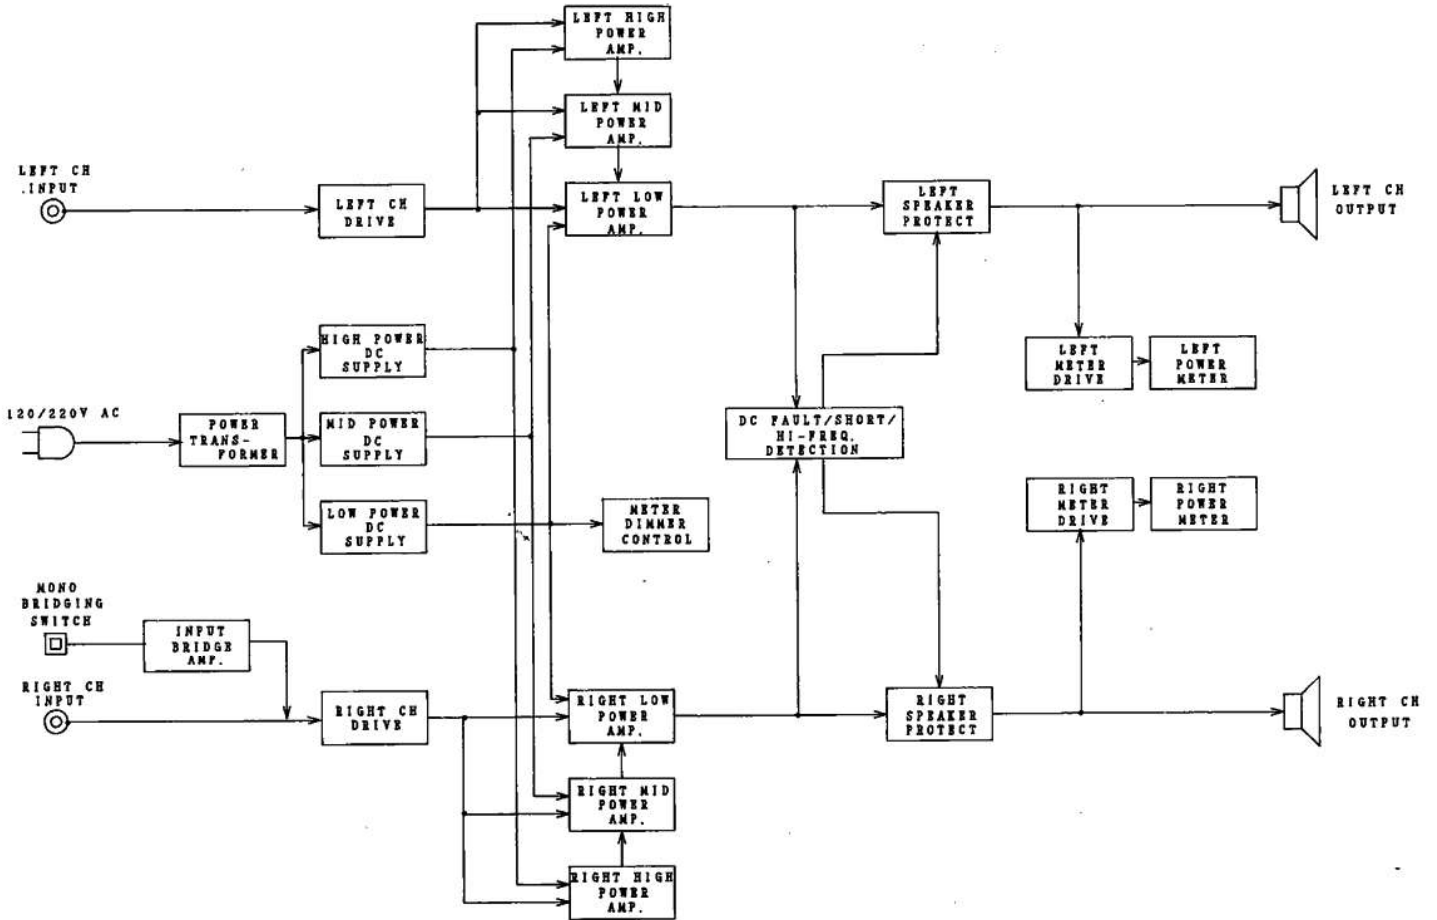 LEFT HIGH
POWER
AMP.
LEFT MID
POWER
AMP.
LEFT CH
.INPUT
LEFT CH
DRIVE
LEFT LOW
POWER
AMP.
LEFT
SPEAKER
PROTECT
LEFT CH
OUTPUT
HIGH POWER
DC
SUPPLY
LEFT
METER
DRIVE
LEFT
POWER
METER
120/220V AC
POWER
TRANS-
FORMER
MID POWER
DC
SUPPLY
DC FAULT/SHORT/
HI-FREQ.
DETECTION
LOW POWER
DC
SUPPLY
METER
DIMMER
CONTROL
RIGHT
METER
DRIVE
RIGHT
POWER
METER
MONO
BRIDGING
SWITCH
INPUT
BRIDGE
AMP.
RIGHT CH
INPUT
RIGHT CH
DRIVE
RIGHT LOW
POWER
AMP.
RIGHT
SPEAKER
PROTECT
RIGHT CH
OUTPUT
RIGHT MID
POWER
AMP.
RIGHT HIGH
POWER
AMP.